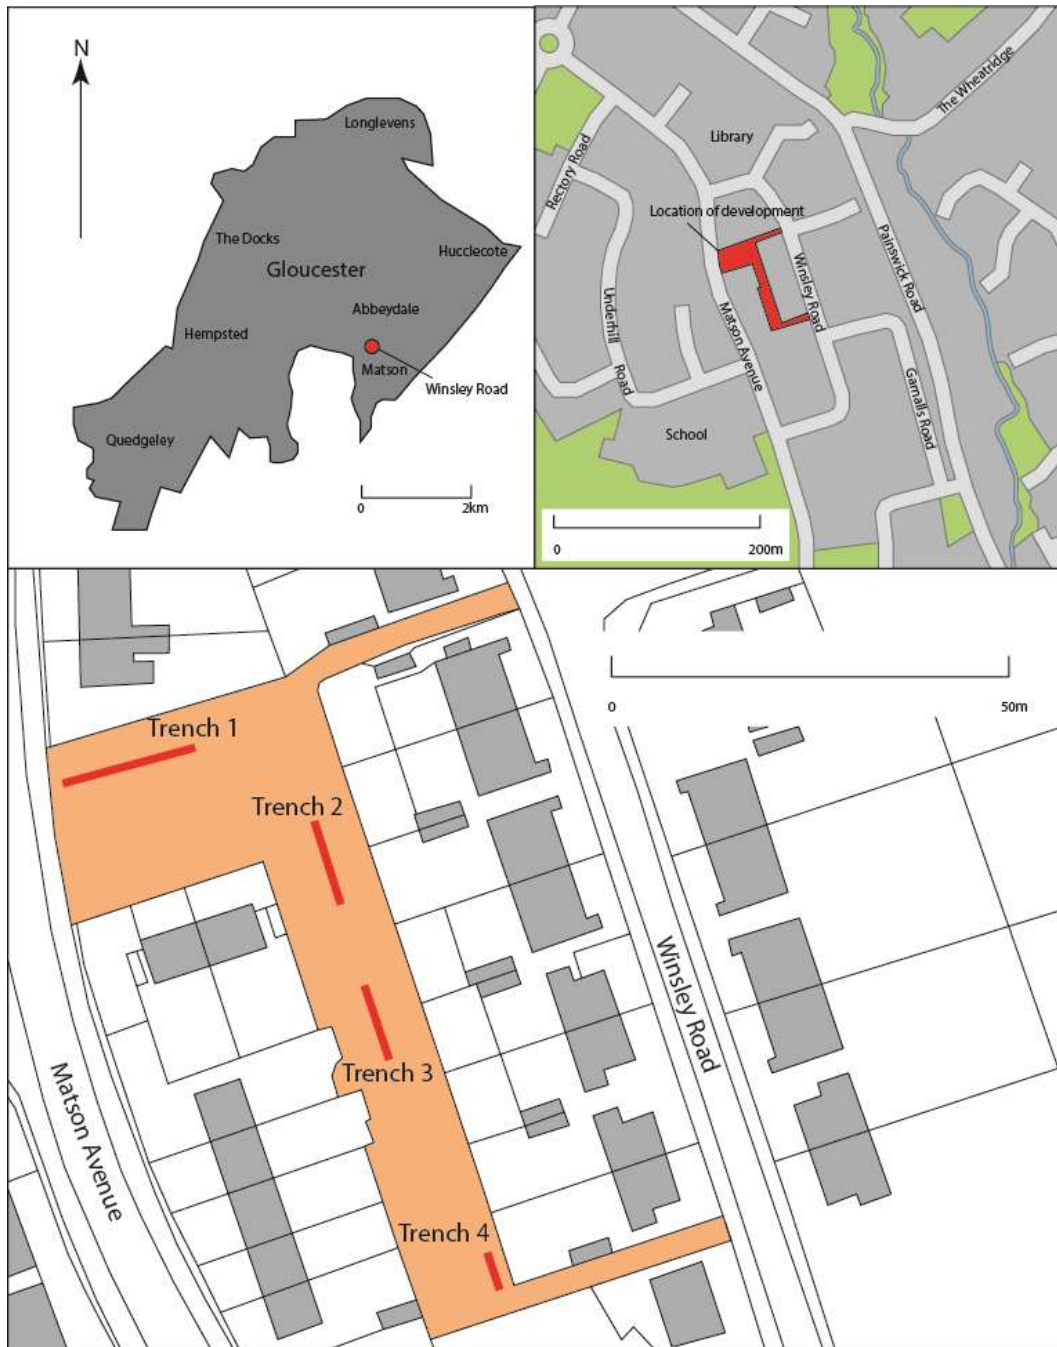 N
Longlevens
The Docks
Hucclecote
Gloucester
Abbeydale
Hempsted
Matson
Winsley Road
Quedgeley
0
2km
The Wheatridge
Library
Rectory Road
Location of development
Painswick Road
Winsley Road
Underhill
Road
Matson Avenue
Garnalls Road
School
0
200m
0
50m
Trench 1
Trench 2
Winsley Road
Trench 3
Matson Avenue
Trench 4